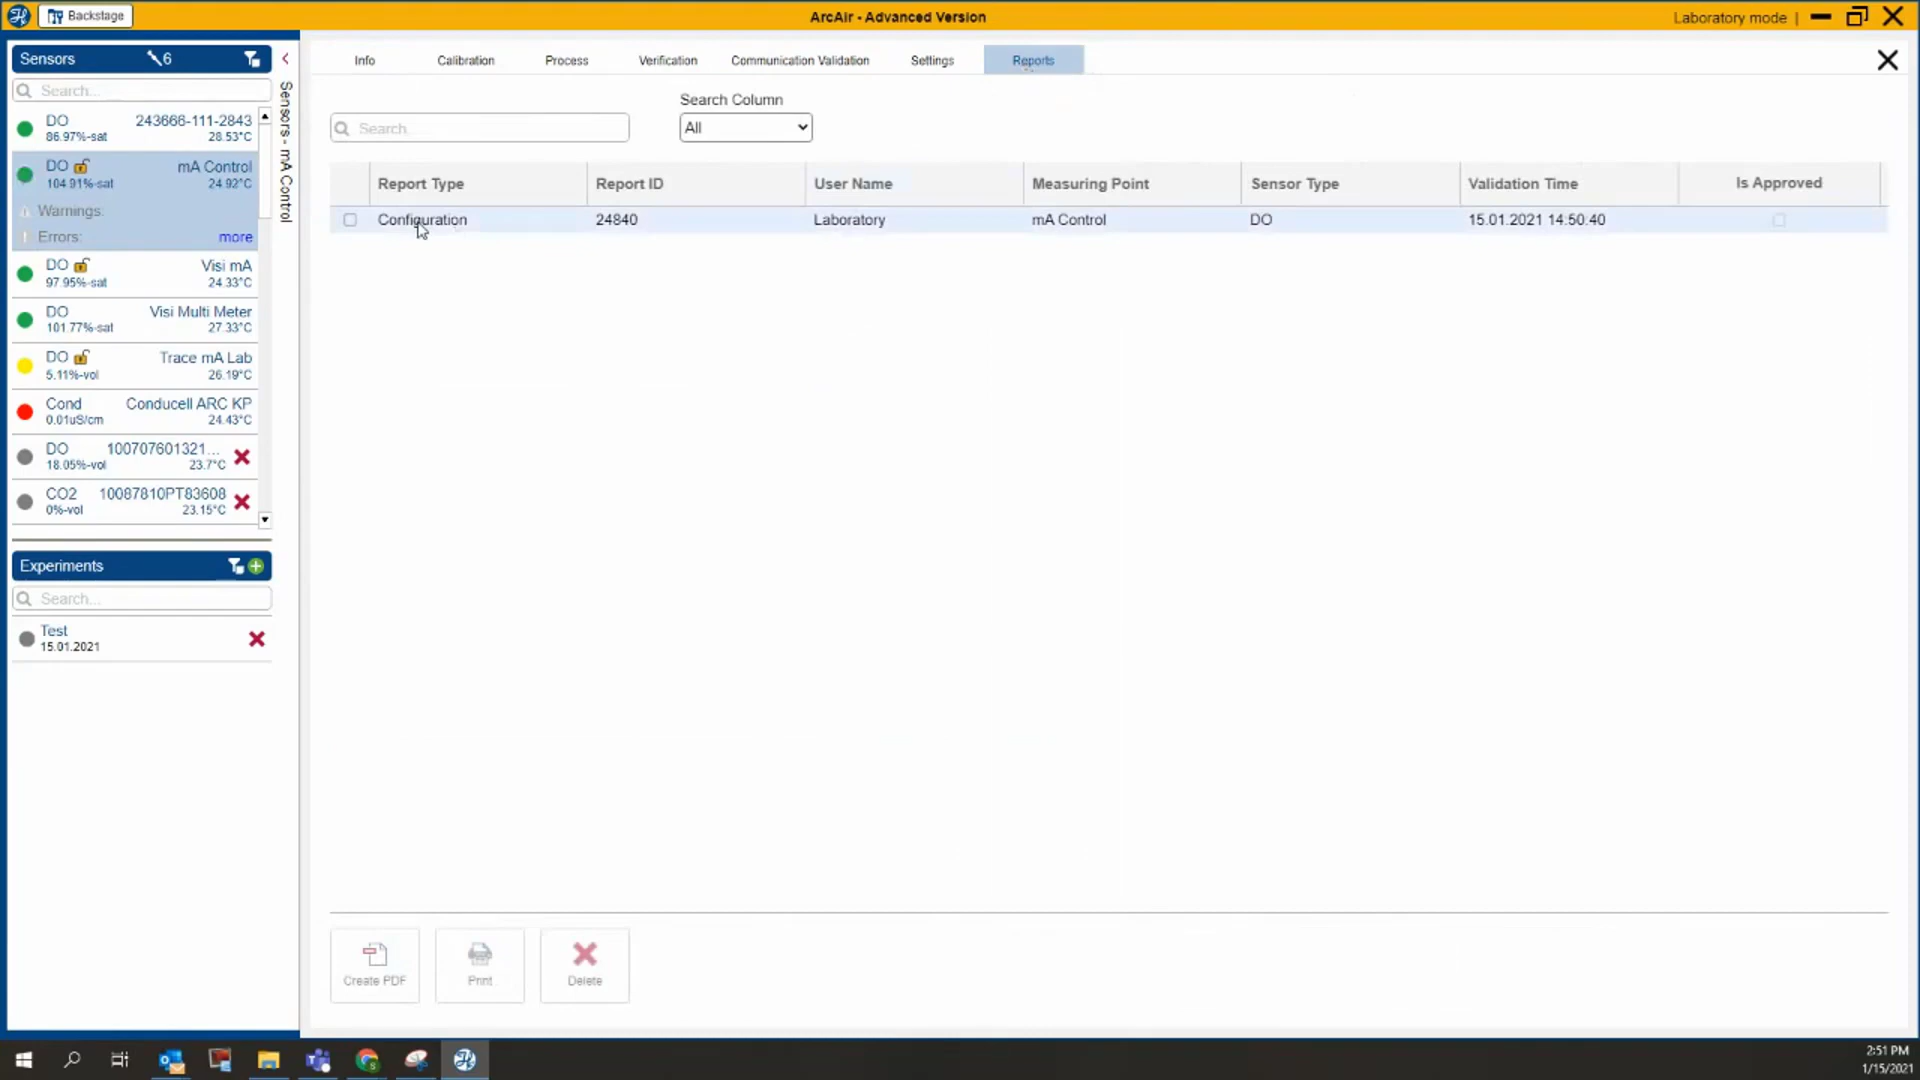 Backstage
ArcAir - Advanced Version
Laboratory mode |
Sensors 6
Search...
DO 243666-111-2843
86.97%-sat 28.53°C
DO mA Control
104.91%-sat 24.92°C
Warnings:
Errors: more
DO Visi mA
97.95%-sat 24.33°C
DO Visi Multi Meter
101.77%-sat 27.33°C
DO Trace mA Lab
5.11%-vol 26.19°C
Cond Conducell ARC KP
0.01uS/cm 24.43°C
DO 100707601321...
18.05%-vol 23.7°C
CO2 10087810PT83608
0%-vol 23.15°C
Experiments
Search...
Test
15.01.2021
Sensors - mA Control
Info Calibration Process Verification Communication Validation Settings Reports
Search Column
Search... All
Report Type Report ID User Name Measuring Point Sensor Type Validation Time Is Approved
Configuration 24840 Laboratory mA Control DO 15.01.2021 14:50:40
Create PDF Print Delete
2:51 PM
1/15/2021